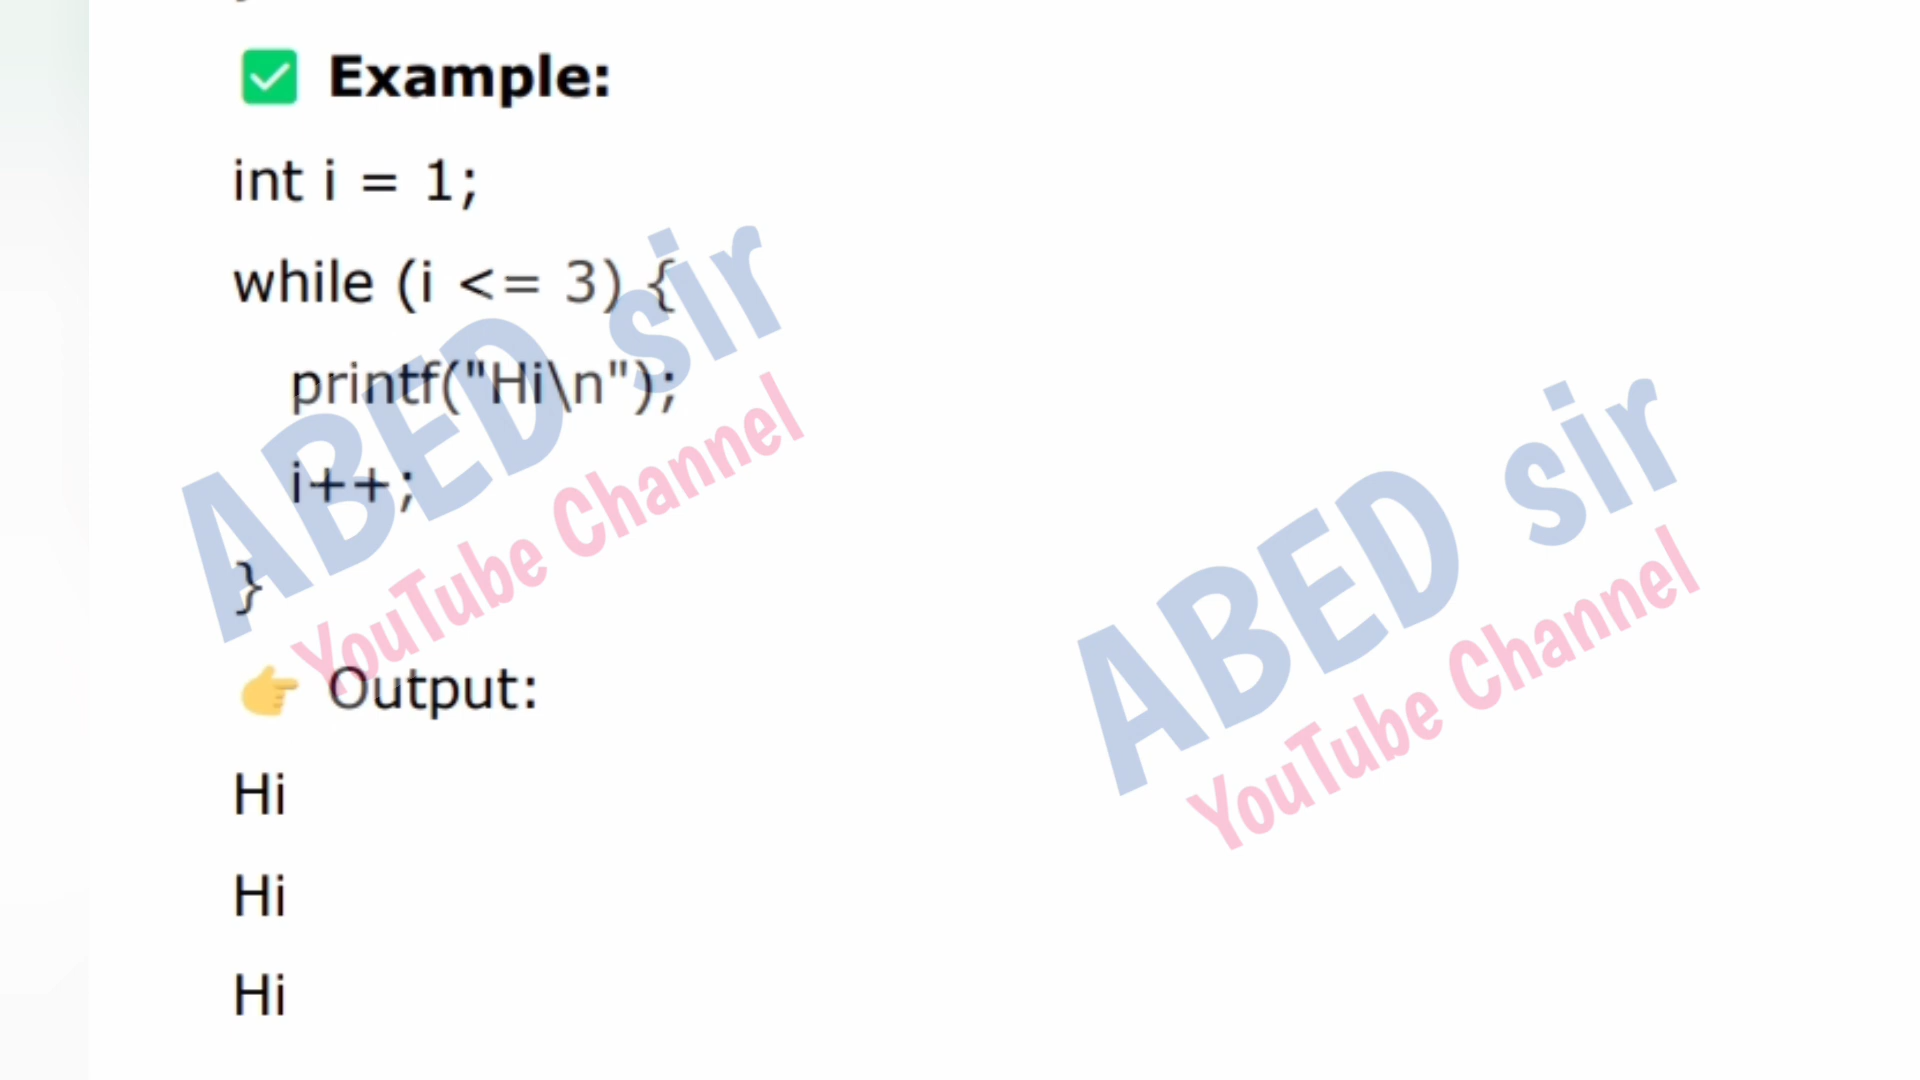 ✅ Example:
int i = 1;
while (i <= 3) {
printf("Hi\n");
i++;
}
👉 Output:
Hi
Hi
Hi
ABED sir
YouTube Channel
ABED sir
YouTube Channel